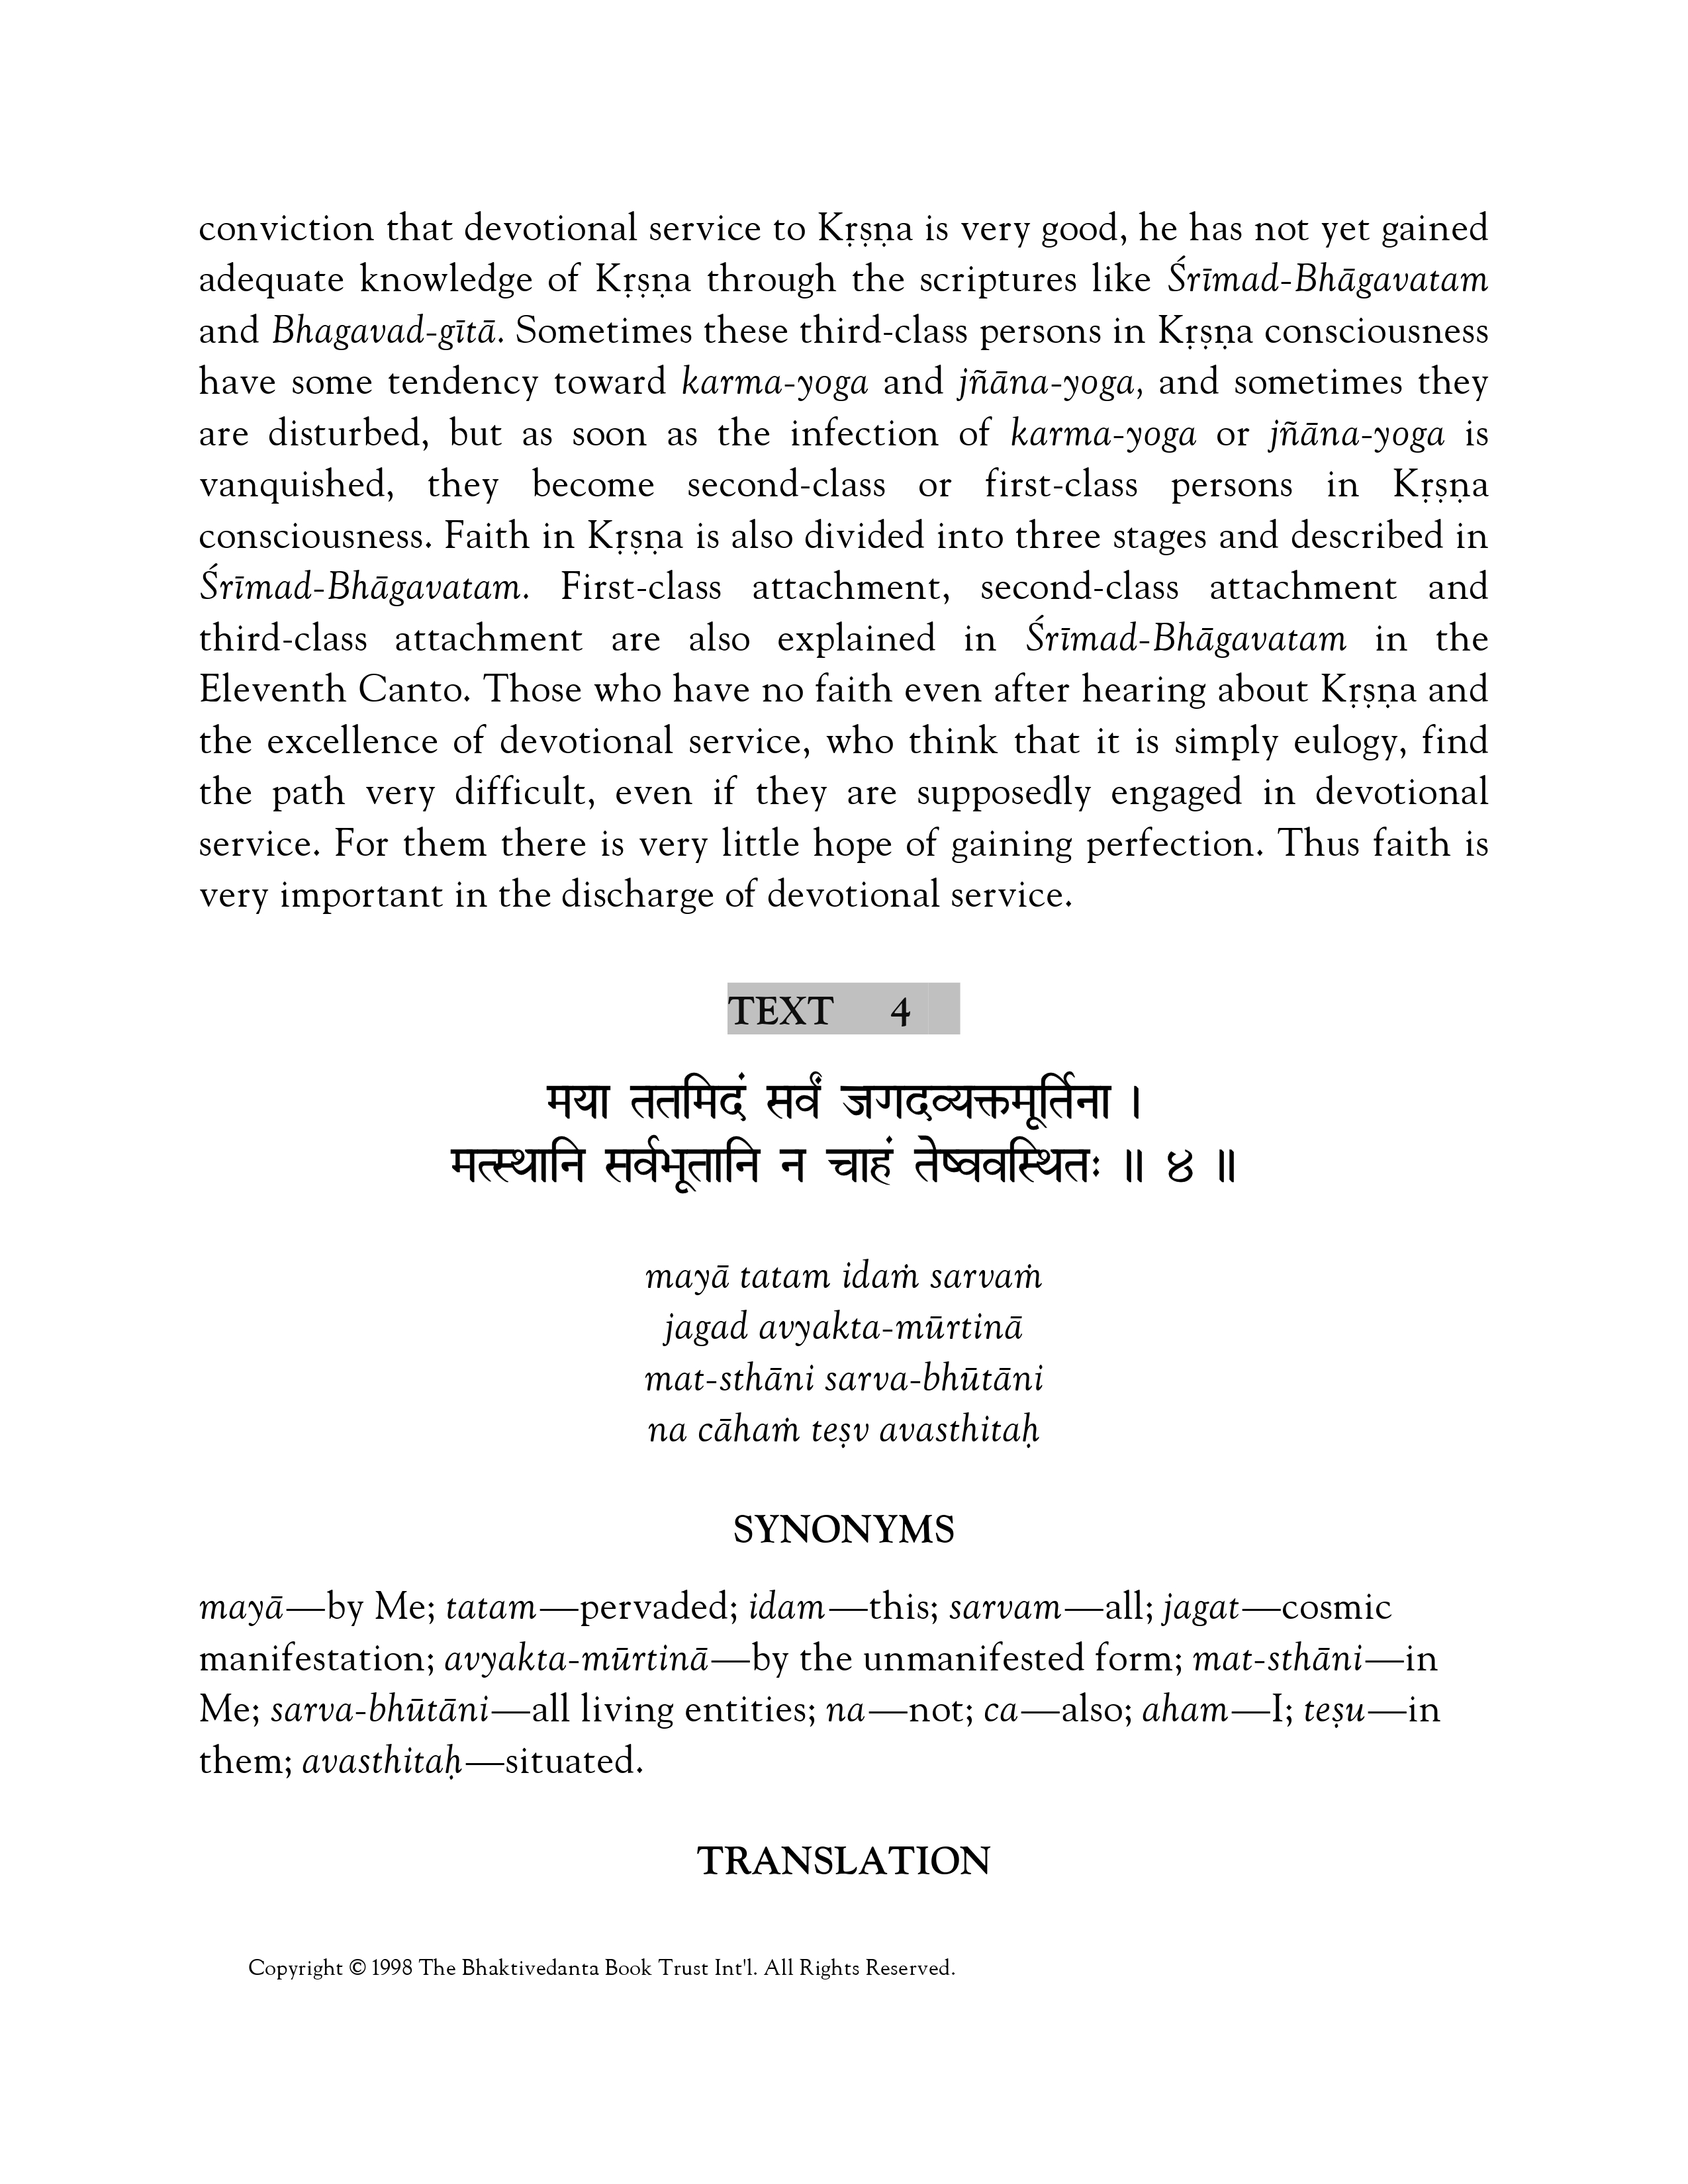 conviction that devotional service to Kṛṣṇa is very good, he has not yet gained
adequate knowledge of Kṛṣṇa through the scriptures like Śrīmad-Bhāgavatam
and Bhagavad-gītā. Sometimes these third-class persons in Kṛṣṇa consciousness
have some tendency toward karma-yoga and jñāna-yoga, and sometimes they
are disturbed, but as soon as the infection of karma-yoga or jñāna-yoga is
vanquished, they become second-class or first-class persons in Kṛṣṇa
consciousness. Faith in Kṛṣṇa is also divided into three stages and described in
Śrīmad-Bhāgavatam. First-class attachment, second-class attachment and
third-class attachment are also explained in Śrīmad-Bhāgavatam in the
Eleventh Canto. Those who have no faith even after hearing about Kṛṣṇa and
the excellence of devotional service, who think that it is simply eulogy, find
the path very difficult, even if they are supposedly engaged in devotional
service. For them there is very little hope of gaining perfection. Thus faith is
very important in the discharge of devotional service.
TEXT 4
मया ततमिदं सर्वं जगदव्यक्तमूर्तिना ।
मत्स्थानि सर्वभूतानि न चाहं तेष्ववस्थितः ॥ ४ ॥
mayā tatam idaṁ sarvaṁ
jagad avyakta-mūrtinā
mat-sthāni sarva-bhūtāni
na cāhaṁ teṣv avasthitaḥ
SYNONYMS
mayā—by Me; tatam—pervaded; idam—this; sarvam—all; jagat—cosmic
manifestation; avyakta-mūrtinā—by the unmanifested form; mat-sthāni—in
Me; sarva-bhūtāni—all living entities; na—not; ca—also; aham—I; teṣu—in
them; avasthitaḥ—situated.
TRANSLATION
Copyright © 1998 The Bhaktivedanta Book Trust Int'l. All Rights Reserved.